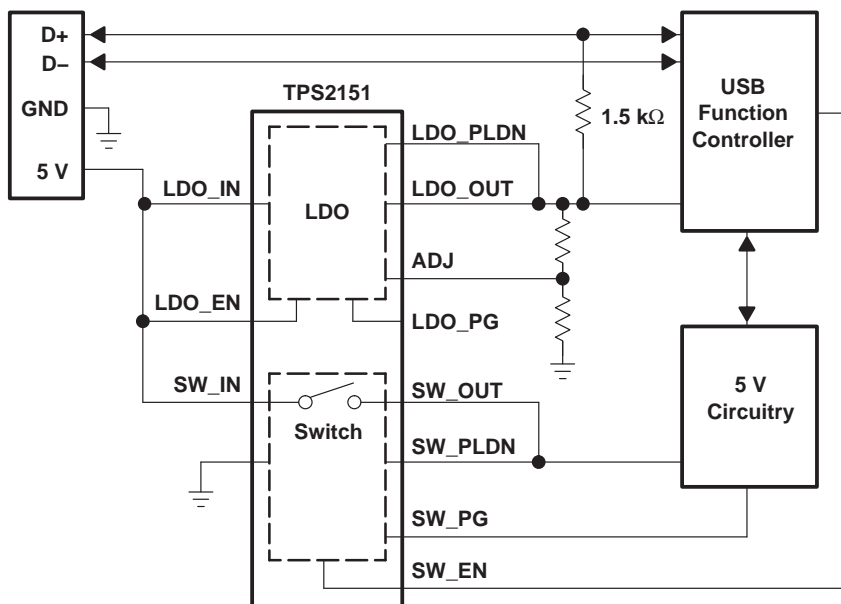 D+
D–
GND
5 V
TPS2151
LDO_IN
LDO_EN
SW_IN
LDO
Switch
LDO_PLDN
LDO_OUT
ADJ
LDO_PG
SW_OUT
SW_PLDN
SW_PG
SW_EN
1.5 kΩ
USB
Function
Controller
5 V
Circuitry